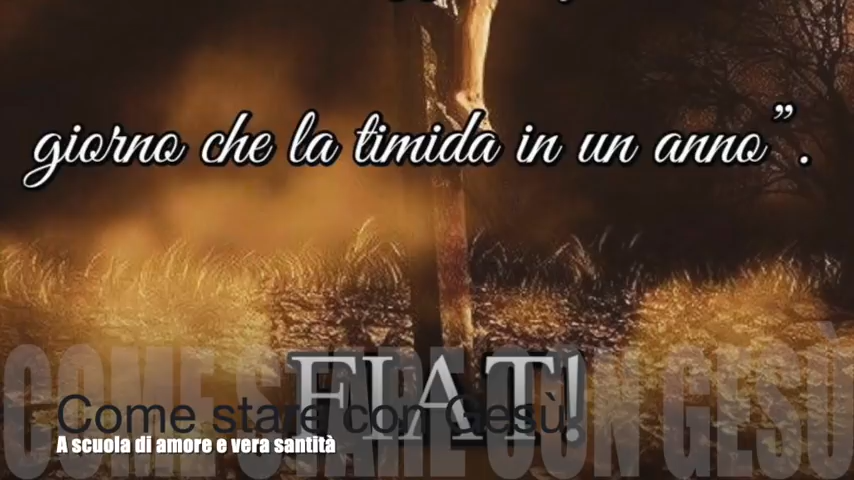 giorno che la timida in un anno”.
FIAT!
COME STARE CON GESÙ
Come stare con Gesù
A scuola di amore e vera santità